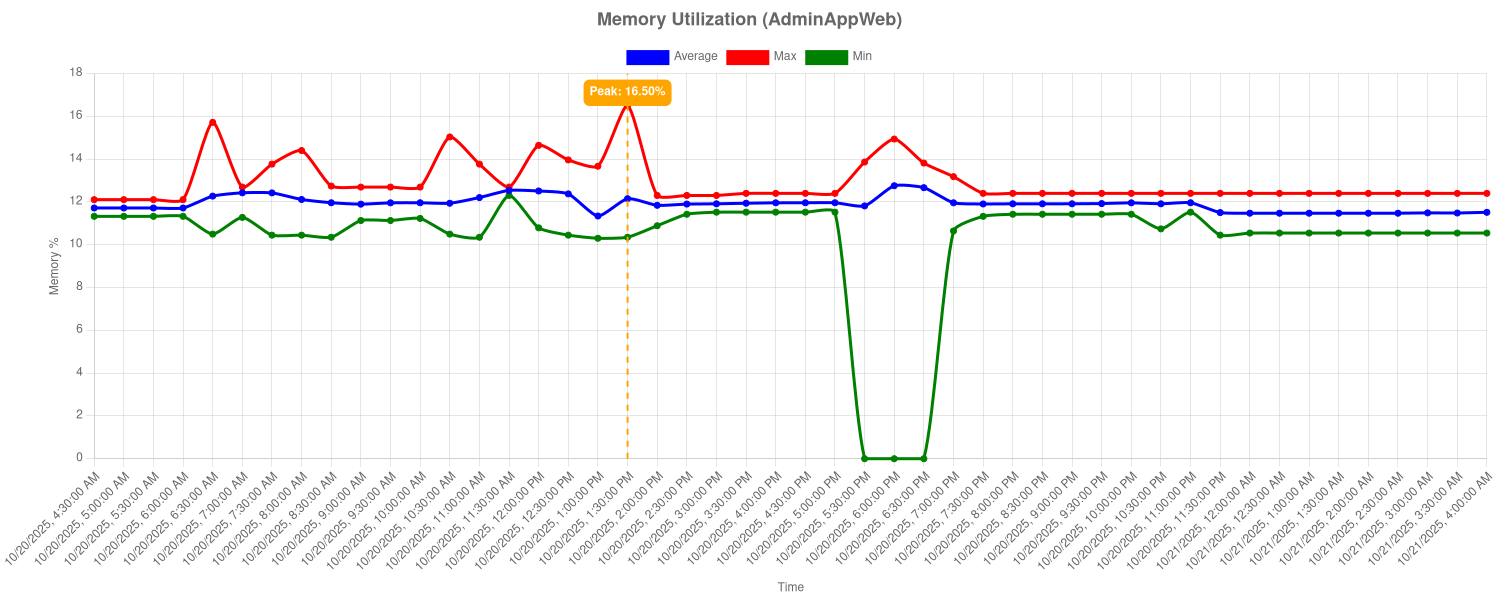 Memory Utilization (AdminAppWeb)
Average Max Min
Peak: 16.50%
18
16
14
12
10
8
6
4
2
0
Memory %
10/20/2025, 4:30:00 AM
10/20/2025, 5:00:00 AM
10/20/2025, 5:30:00 AM
10/20/2025, 6:00:00 AM
10/20/2025, 6:30:00 AM
10/20/2025, 7:00:00 AM
10/20/2025, 7:30:00 AM
10/20/2025, 8:00:00 AM
10/20/2025, 8:30:00 AM
10/20/2025, 9:00:00 AM
10/20/2025, 9:30:00 AM
10/20/2025, 10:00:00 AM
10/20/2025, 10:30:00 AM
10/20/2025, 11:00:00 AM
10/20/2025, 11:30:00 AM
10/20/2025, 12:00:00 PM
10/20/2025, 12:30:00 PM
10/20/2025, 1:00:00 PM
10/20/2025, 1:30:00 PM
10/20/2025, 2:00:00 PM
10/20/2025, 2:30:00 PM
10/20/2025, 3:00:00 PM
10/20/2025, 3:30:00 PM
10/20/2025, 4:00:00 PM
10/20/2025, 4:30:00 PM
10/20/2025, 5:00:00 PM
10/20/2025, 5:30:00 PM
10/20/2025, 6:00:00 PM
10/20/2025, 6:30:00 PM
10/20/2025, 7:00:00 PM
10/20/2025, 7:30:00 PM
10/20/2025, 8:00:00 PM
10/20/2025, 8:30:00 PM
10/20/2025, 9:00:00 PM
10/20/2025, 9:30:00 PM
10/20/2025, 10:00:00 PM
10/20/2025, 10:30:00 PM
10/20/2025, 11:00:00 PM
10/20/2025, 11:30:00 PM
10/21/2025, 12:00:00 AM
10/21/2025, 12:30:00 AM
10/21/2025, 1:00:00 AM
10/21/2025, 1:30:00 AM
10/21/2025, 2:00:00 AM
10/21/2025, 2:30:00 AM
10/21/2025, 3:00:00 AM
10/21/2025, 3:30:00 AM
10/21/2025, 4:00:00 AM
Time